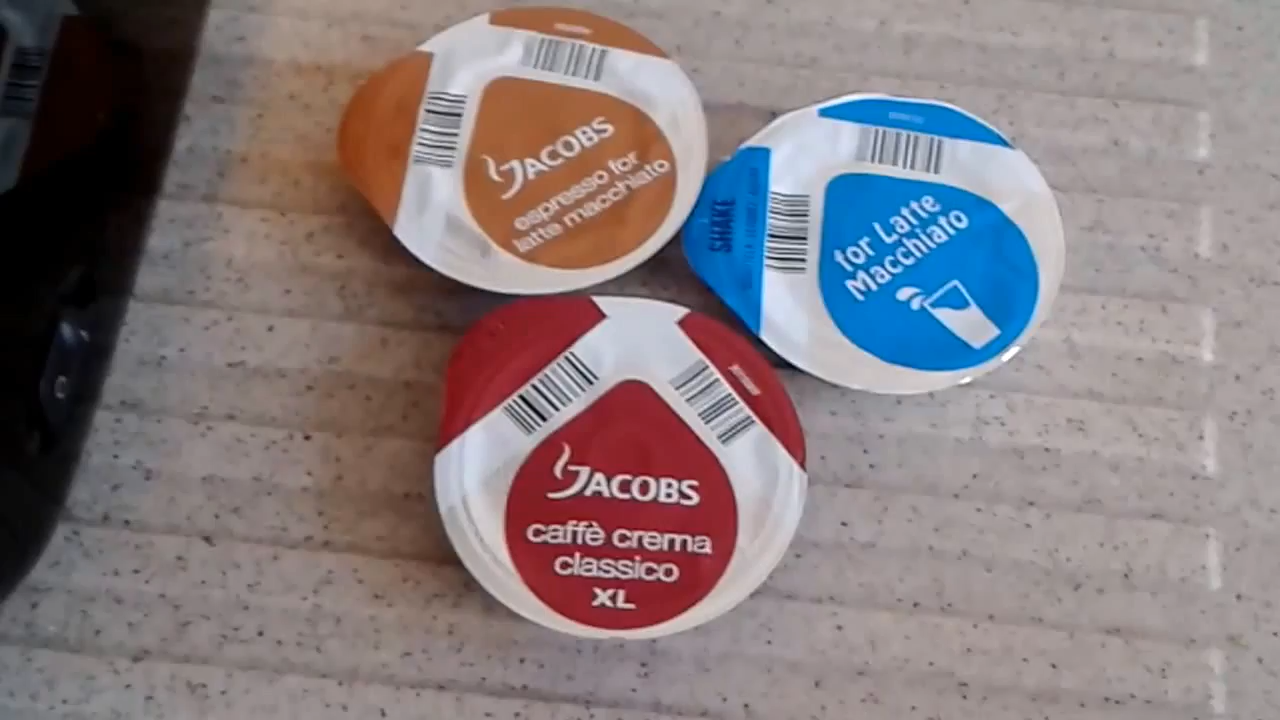 JACOBS
espresso for
latte macchiato
SHAKE
for Latte
Macchiato
JACOBS
caffè crema
classico
XL